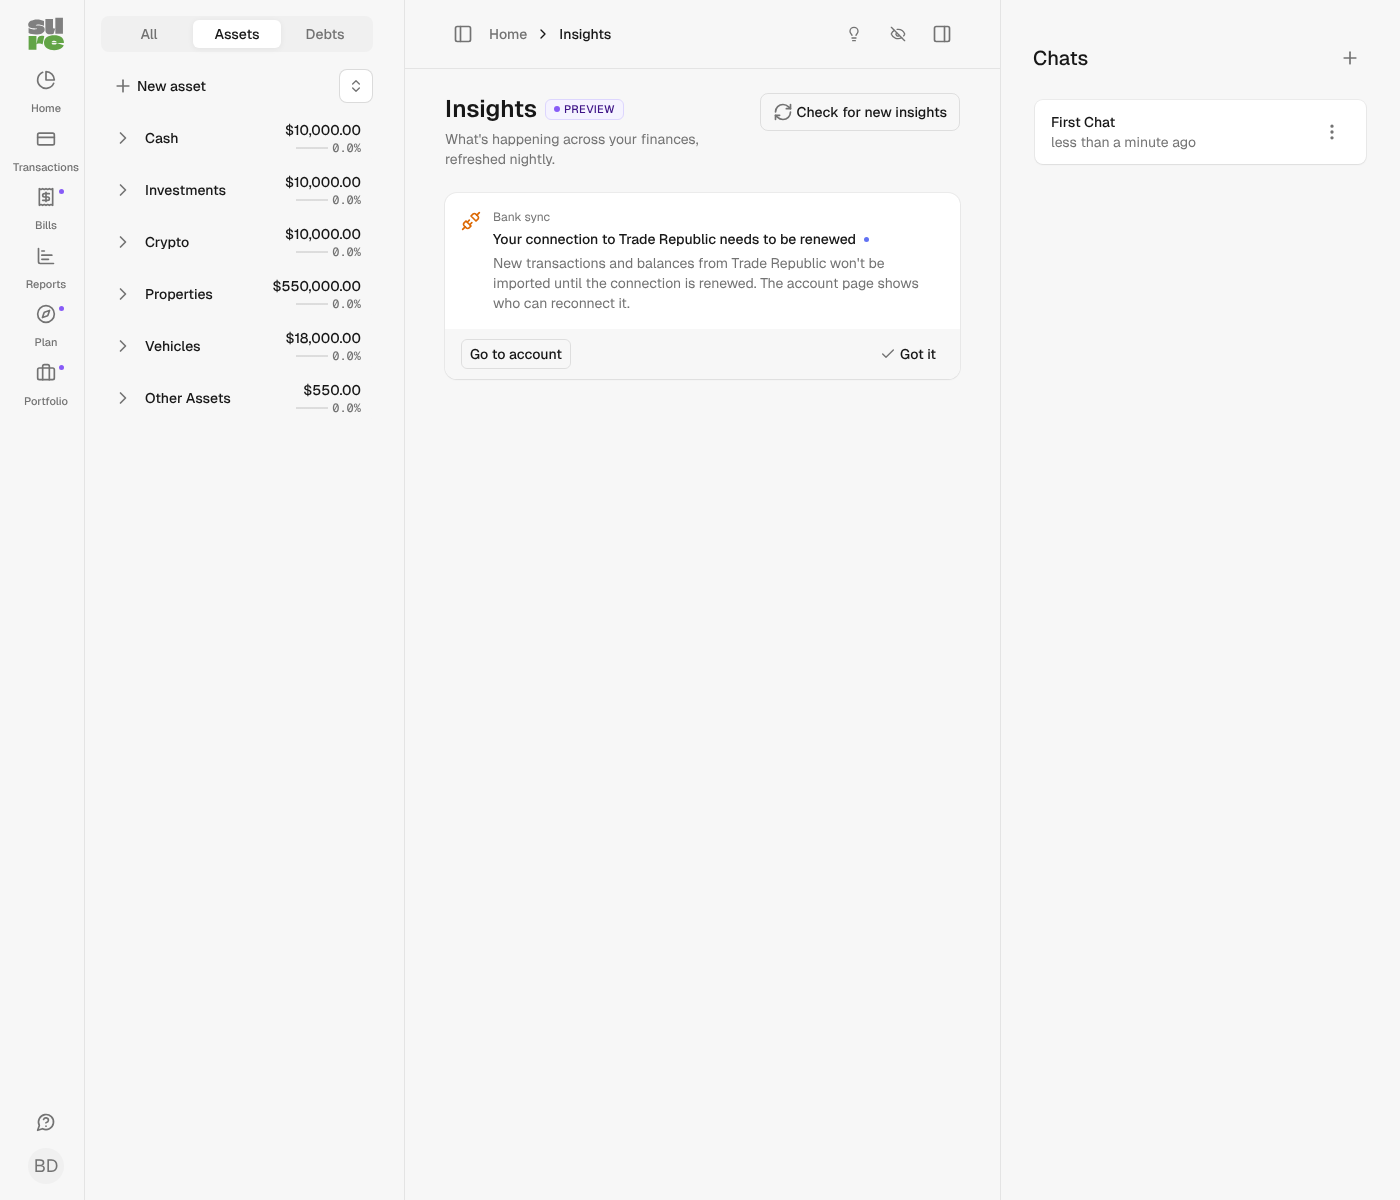 sure
Home
Transactions
Bills
Reports
Plan
Portfolio
BD
All
Assets
Debts
New asset
Cash
$10,000.00
0.0%
Investments
$10,000.00
0.0%
Crypto
$10,000.00
0.0%
Properties
$550,000.00
0.0%
Vehicles
$18,000.00
0.0%
Other Assets
$550.00
0.0%
Home
Insights
Insights
PREVIEW
What's happening across your finances,
refreshed nightly.
Check for new insights
Bank sync
Your connection to Trade Republic needs to be renewed
New transactions and balances from Trade Republic won't be
imported until the connection is renewed. The account page shows
who can reconnect it.
Go to account
Got it
Chats
First Chat
less than a minute ago